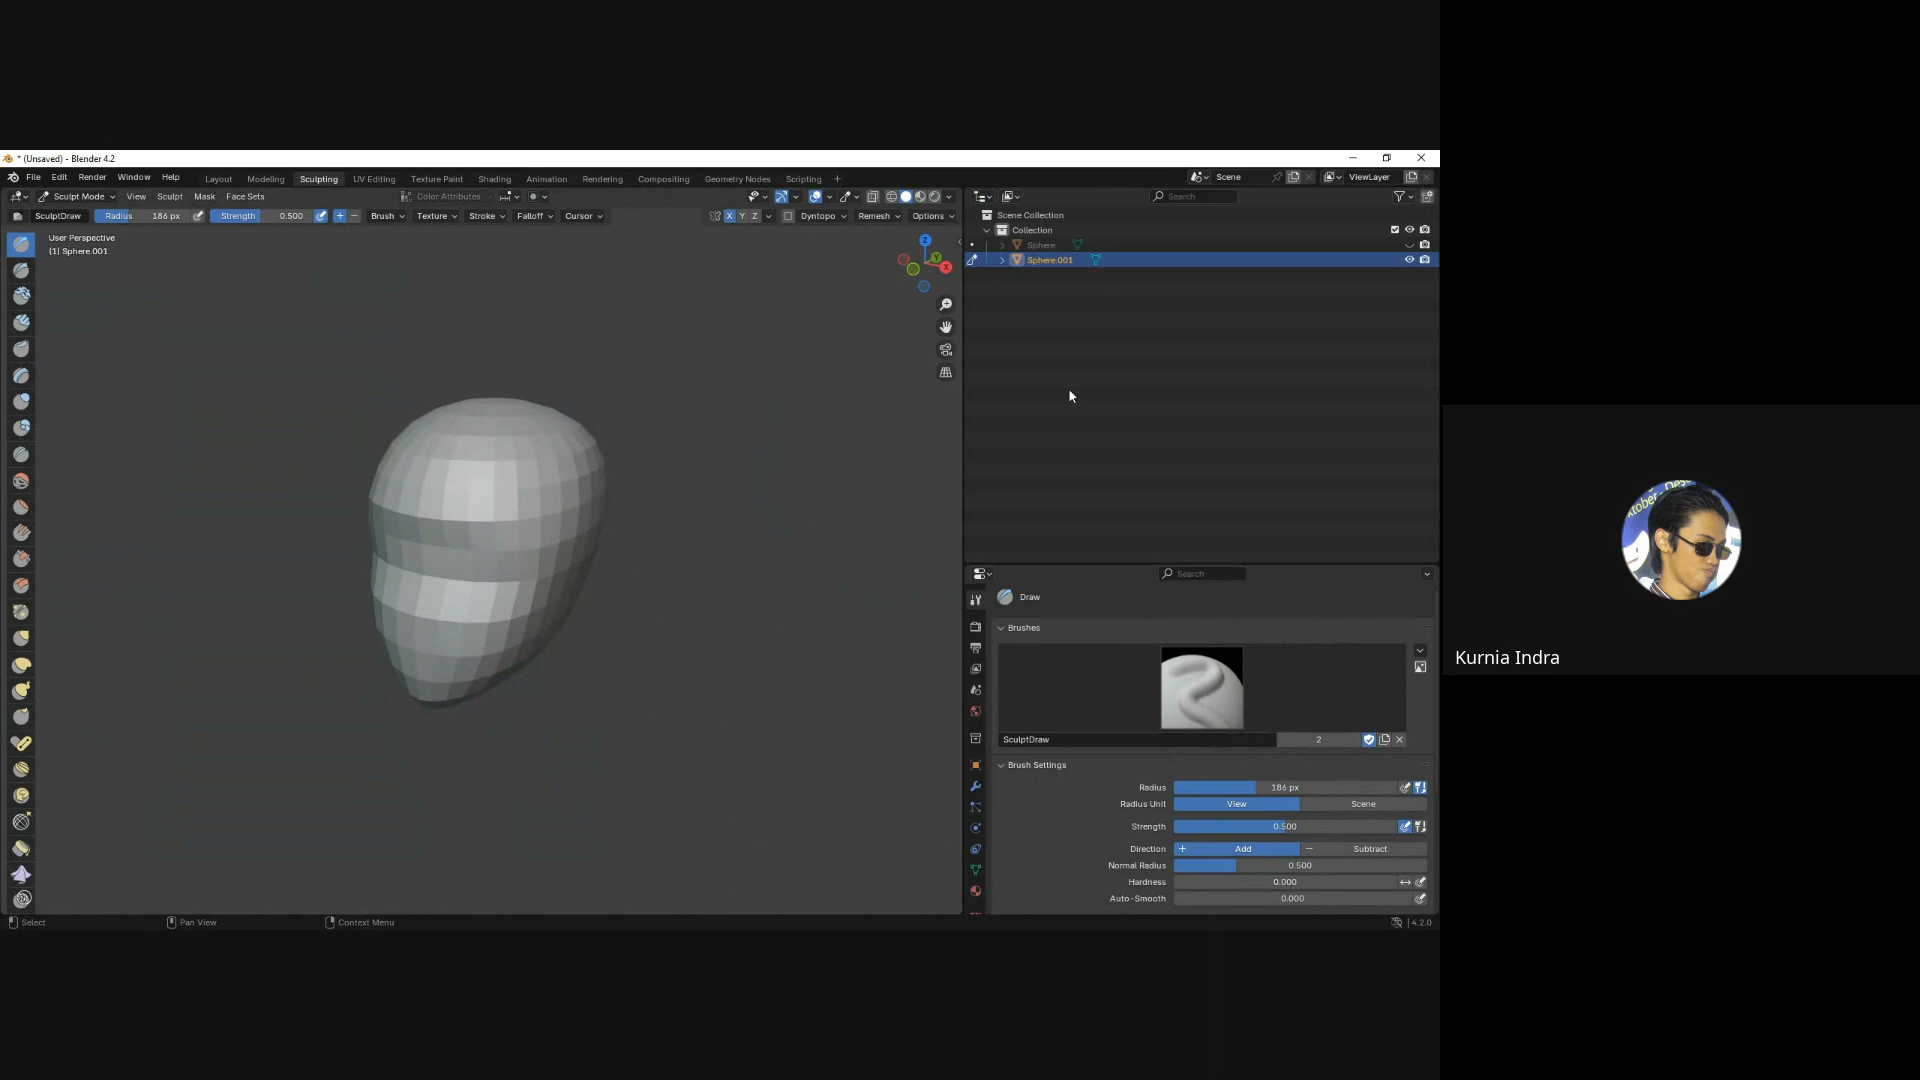 * (Unsaved) - Blender 4.2
File Edit Render Window Help Layout Modeling Sculpting UV Editing Texture Paint Shading Animation Rendering Compositing Geometry Nodes Scripting + Scene ViewLayer
Sculpt Mode View Sculpt Mask Face Sets Color Attributes Search
SculptDraw Radius 186 px Strength 0.500 Brush Texture Stroke Falloff Cursor X Y Z Dyntopo Remesh Options
Scene Collection
User Perspective
(1) Sphere.001
Collection
Sphere
Sphere.001
Z
Y
X
Search
Draw
Brushes
SculptDraw 2
Brush Settings
Radius 186 px
Radius Unit View Scene
Strength 0.500
Direction + Add − Subtract
Normal Radius 0.500
Hardness 0.000
Auto-Smooth 0.000
Select Pan View Context Menu 4.2.0
Kurnia Indra